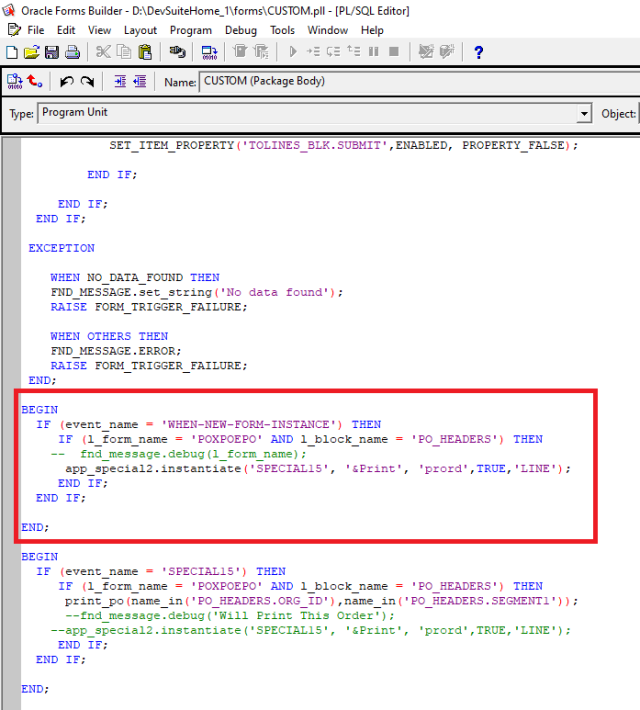 Oracle Forms Builder - D:\DevSuiteHome_1\forms\CUSTOM.pll - [PL/SQL Editor]
File Edit View Layout Program Debug Tools Window Help
Name: CUSTOM (Package Body)
Type: Program Unit Object:
SET_ITEM_PROPERTY('TOLINES_BLK.SUBMIT',ENABLED, PROPERTY_FALSE);
END IF;
END IF;
END IF;
EXCEPTION
WHEN NO_DATA_FOUND THEN
FND_MESSAGE.set_string('No data found');
RAISE FORM_TRIGGER_FAILURE;
WHEN OTHERS THEN
FND_MESSAGE.ERROR;
RAISE FORM_TRIGGER_FAILURE;
END;
BEGIN
IF (event_name = 'WHEN-NEW-FORM-INSTANCE') THEN
IF (l_form_name = 'POXPOEPO' AND l_block_name = 'PO_HEADERS') THEN
-- fnd_message.debug(l_form_name);
app_special2.instantiate('SPECIAL15', '&Print', 'prord',TRUE,'LINE');
END IF;
END IF;
END;
BEGIN
IF (event_name = 'SPECIAL15') THEN
IF (l_form_name = 'POXPOEPO' AND l_block_name = 'PO_HEADERS') THEN
print_po(name_in('PO_HEADERS.ORG_ID'),name_in('PO_HEADERS.SEGMENT1'));
--fnd_message.debug('Will Print This Order');
--app_special2.instantiate('SPECIAL15', '&Print', 'prord',TRUE,'LINE');
END IF;
END IF;
END;